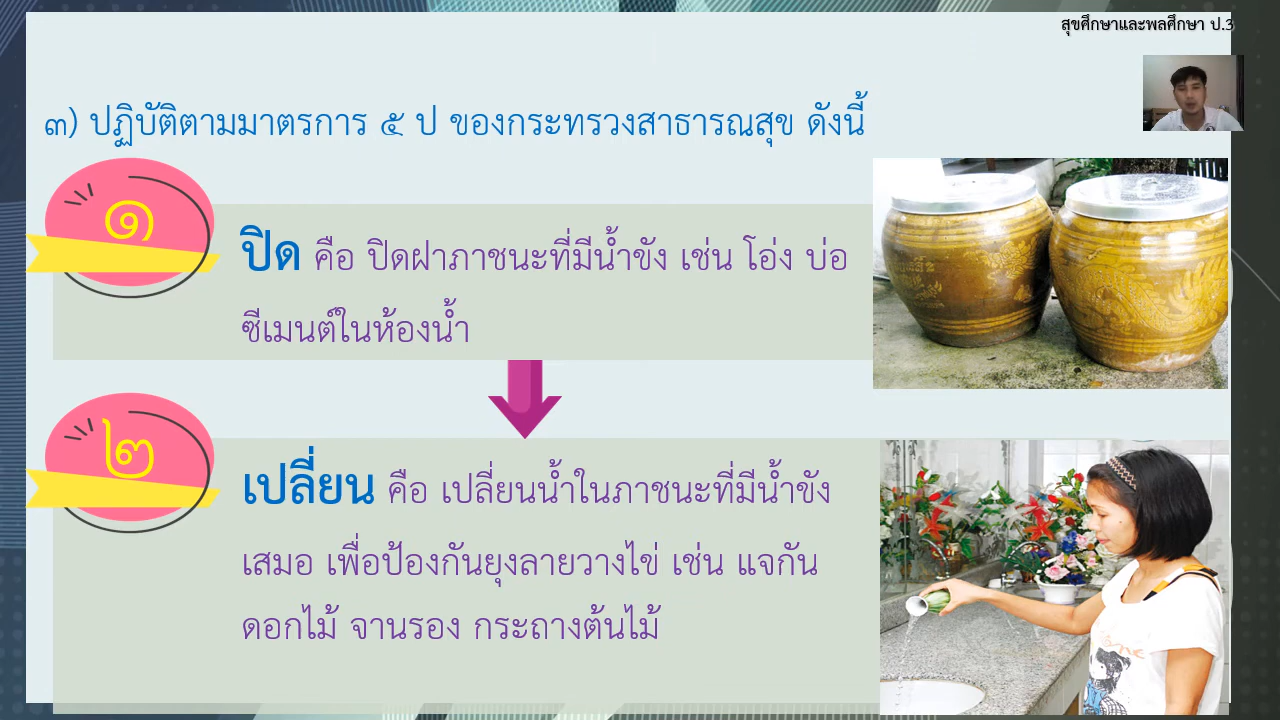 สุขศึกษาและพลศึกษา ป.3
๓) ปฏิบัติตามมาตรการ ๕ ป ของกระทรวงสาธารณสุข ดังนี้
๑
ปิด คือ ปิดฝาภาชนะที่มีน้ำขัง เช่น โอ่ง บ่อ
ซีเมนต์ในห้องน้ำ
๒
เปลี่ยน คือ เปลี่ยนน้ำในภาชนะที่มีน้ำขัง
เสมอ เพื่อป้องกันยุงลายวางไข่ เช่น แจกัน
ดอกไม้ จานรอง กระถางต้นไม้